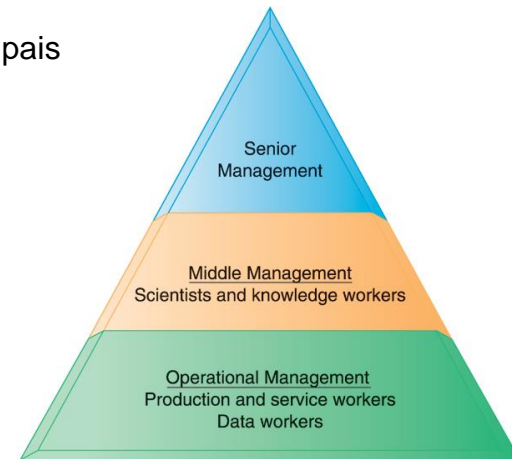 pais
Senior
Management
Middle Management
Scientists and knowledge workers
Operational Management
Production and service workers
Data workers